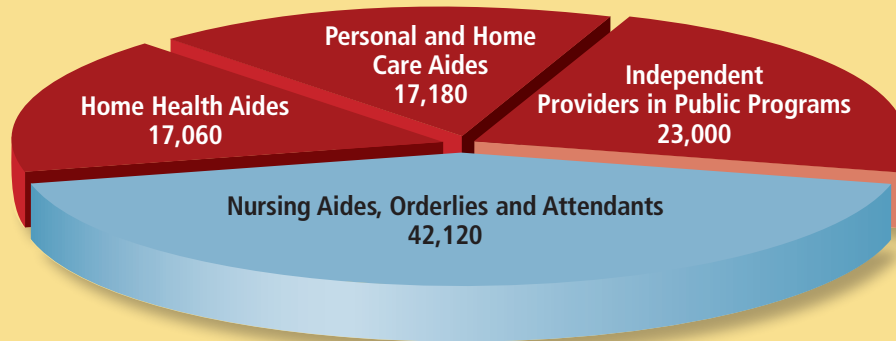 Personal and Home
Care Aides
17,180
Independent
Providers in Public Programs
23,000
Home Health Aides
17,060
Nursing Aides, Orderlies and Attendants
42,120